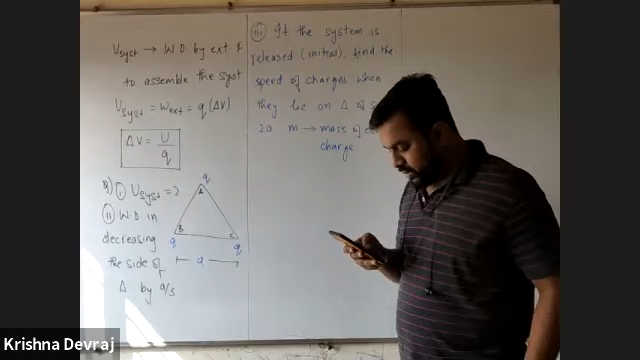 Usyst → W.D by ext
to assemble the syst
Usyst = Wext = q(ΔV)
ΔV = U/q
Q) (i) Usyst = ?
(ii) W.D in
decreasing
the side of
Δ by a/3
q
A
B
C
q
q
a
(iii) If the system is
released (initial). find the
speed of charges when
they lie on Δ of
2a m → mass of
charge
Krishna Devraj